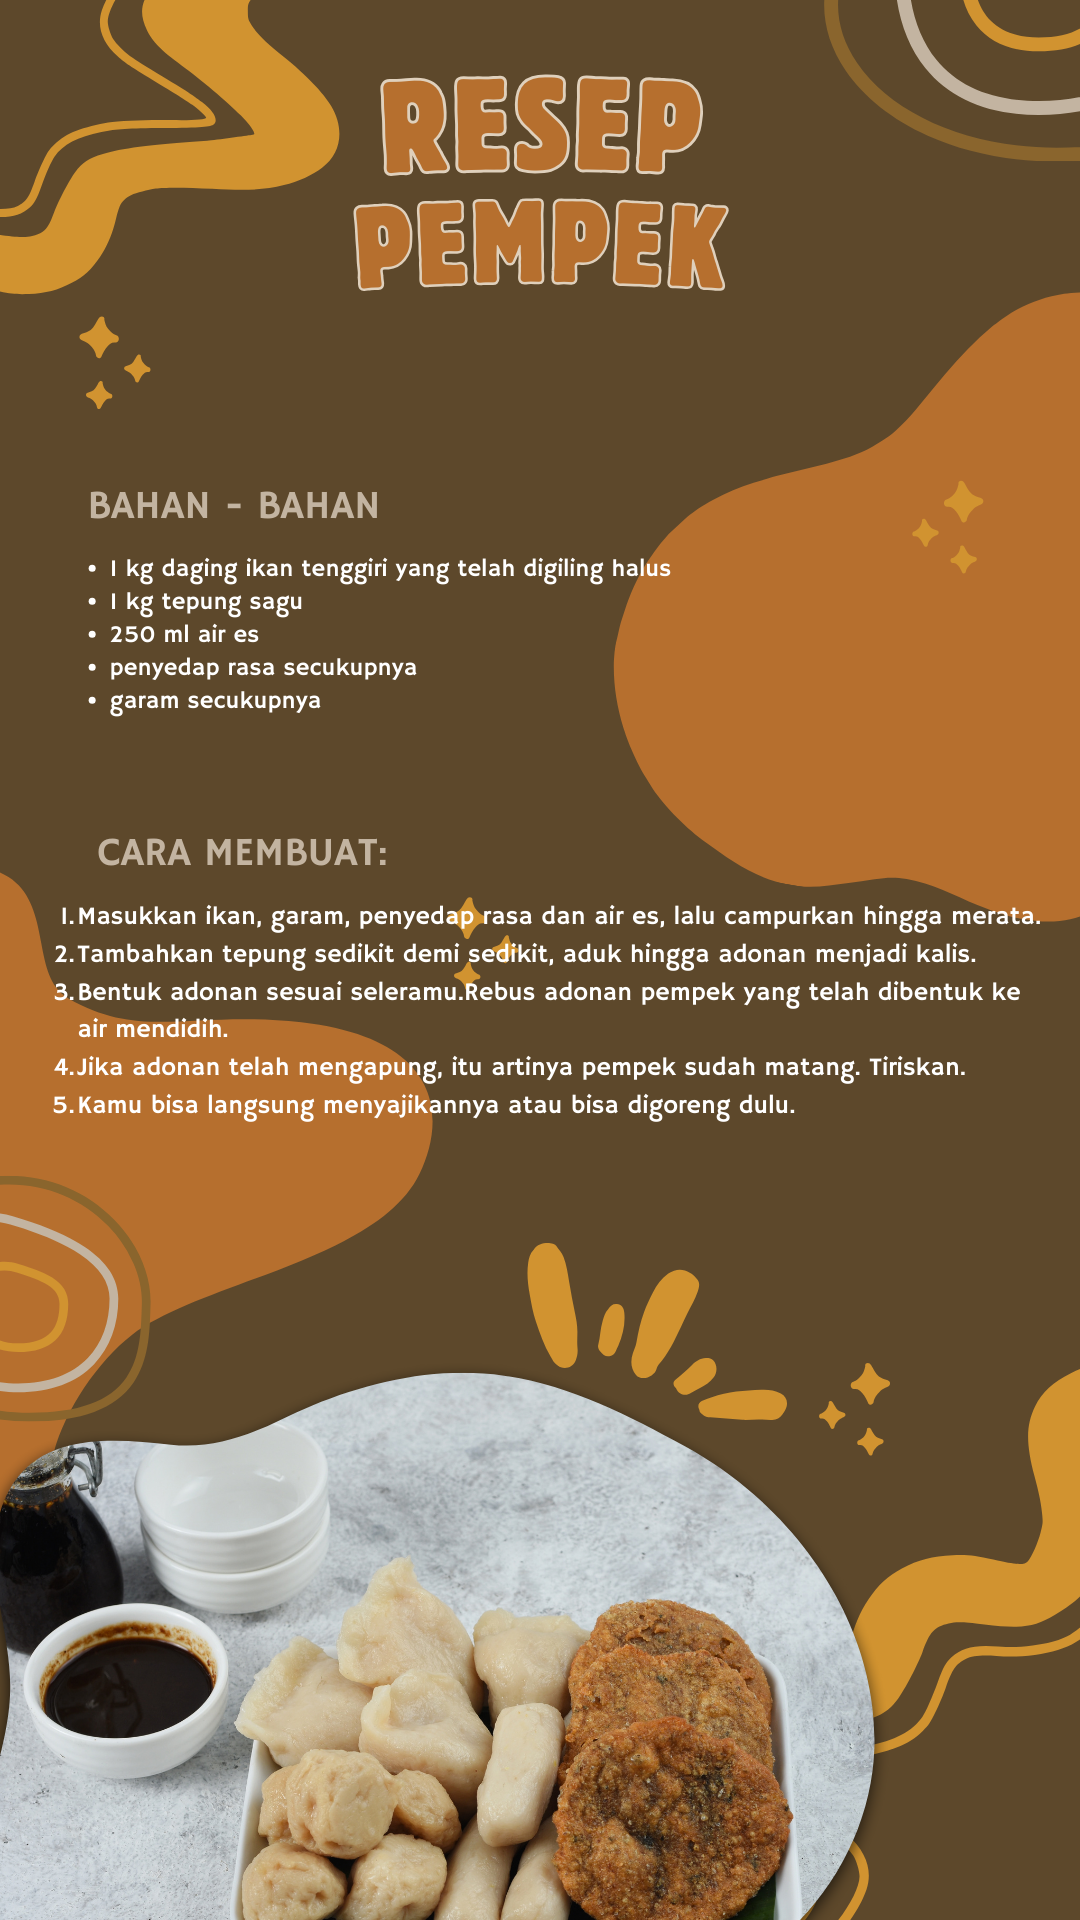 RESEP
PEMPEK
BAHAN - BAHAN
• 1 kg daging ikan tenggiri yang telah digiling halus
• 1 kg tepung sagu
• 250 ml air es
• penyedap rasa secukupnya
• garam secukupnya
CARA MEMBUAT:
1. Masukkan ikan, garam, penyedap rasa dan air es, lalu campurkan hingga merata.
2. Tambahkan tepung sedikit demi sedikit, aduk hingga adonan menjadi kalis.
3. Bentuk adonan sesuai seleramu.Rebus adonan pempek yang telah dibentuk ke
air mendidih.
4. Jika adonan telah mengapung, itu artinya pempek sudah matang. Tiriskan.
5. Kamu bisa langsung menyajikannya atau bisa digoreng dulu.